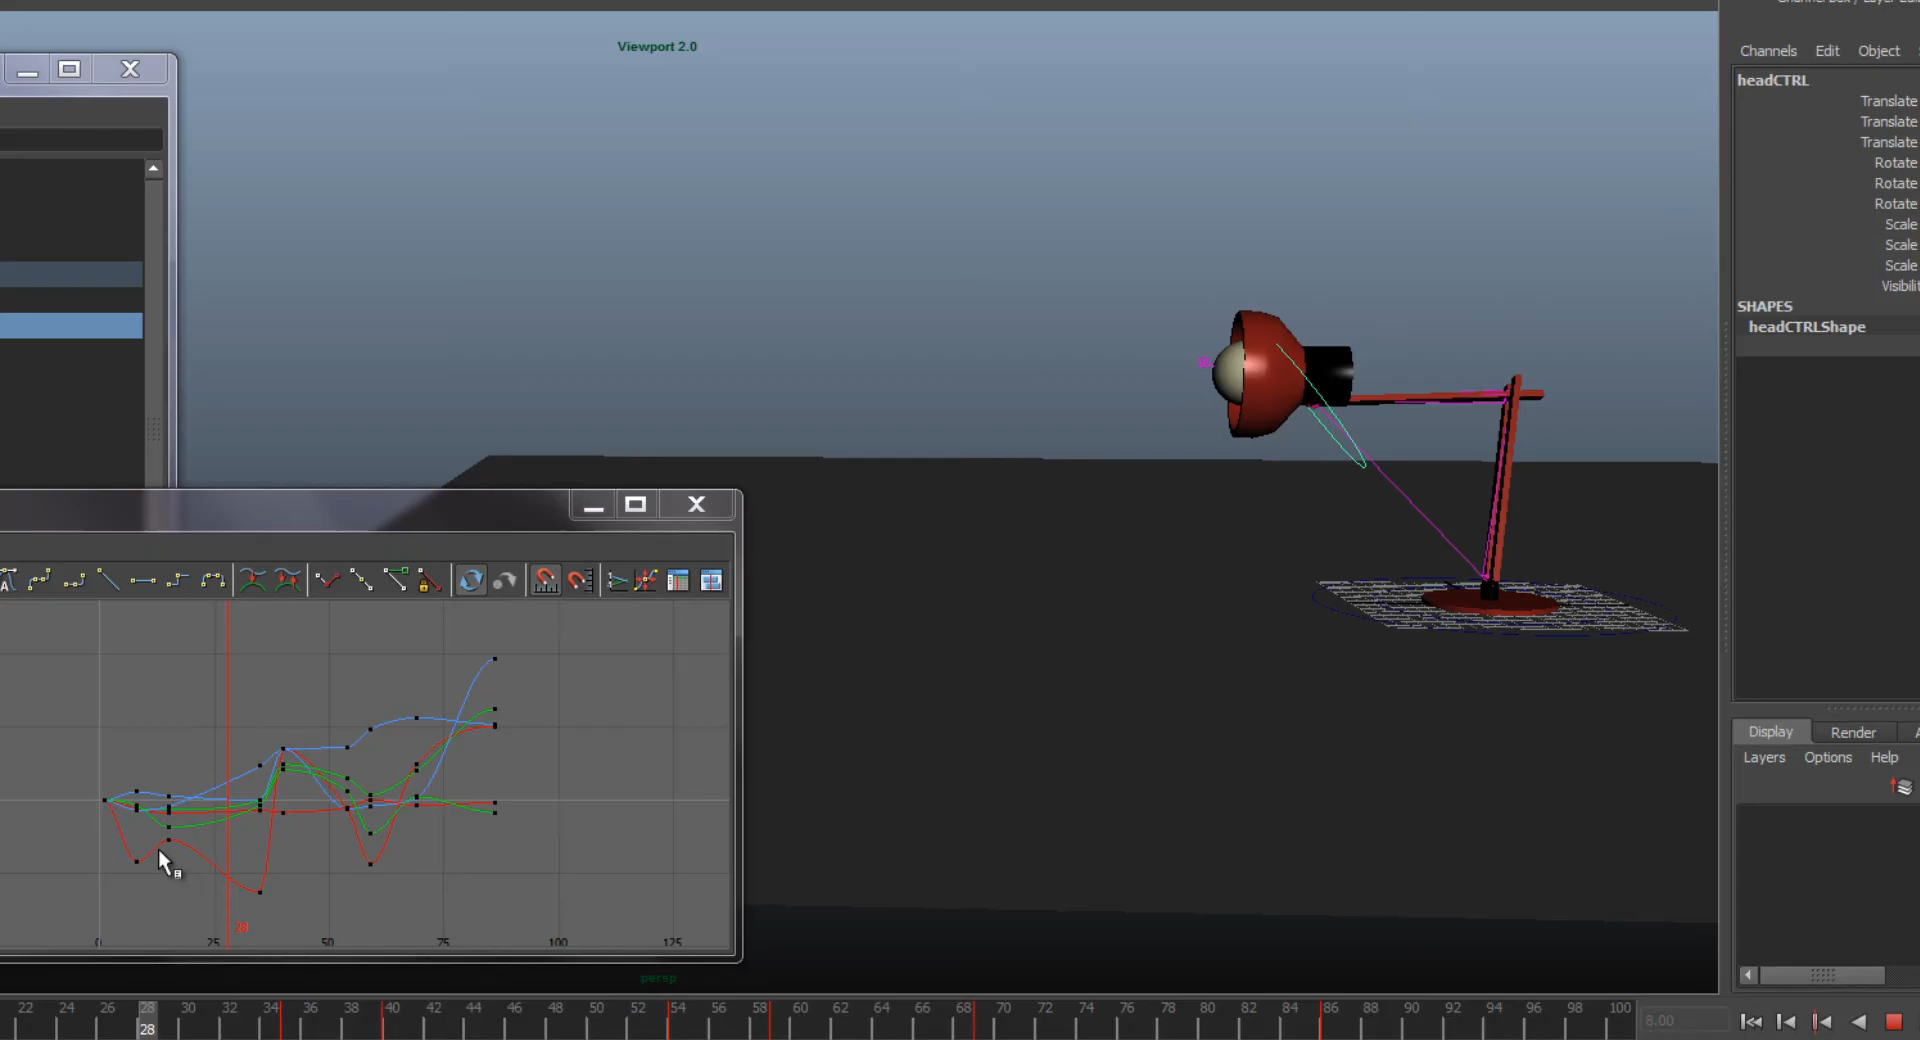 Viewport 2.0
Channels Edit Object
headCTRL
Translate
Translate
Translate
Rotate
Rotate
Rotate
Scale
Scale
Scale
Visibilit
SHAPES
headCTRLShape
28
0 25 50 75 100 125
persp
Display Render
Layers Options Help
22 24 26 28 30 32 34 36 38 40 42 44 46 48 50 52 54 56 58 60 62 64 66 68 70 72 74 76 78 80 82 84 86 88 90 92 94 96 98 100
28
8.00